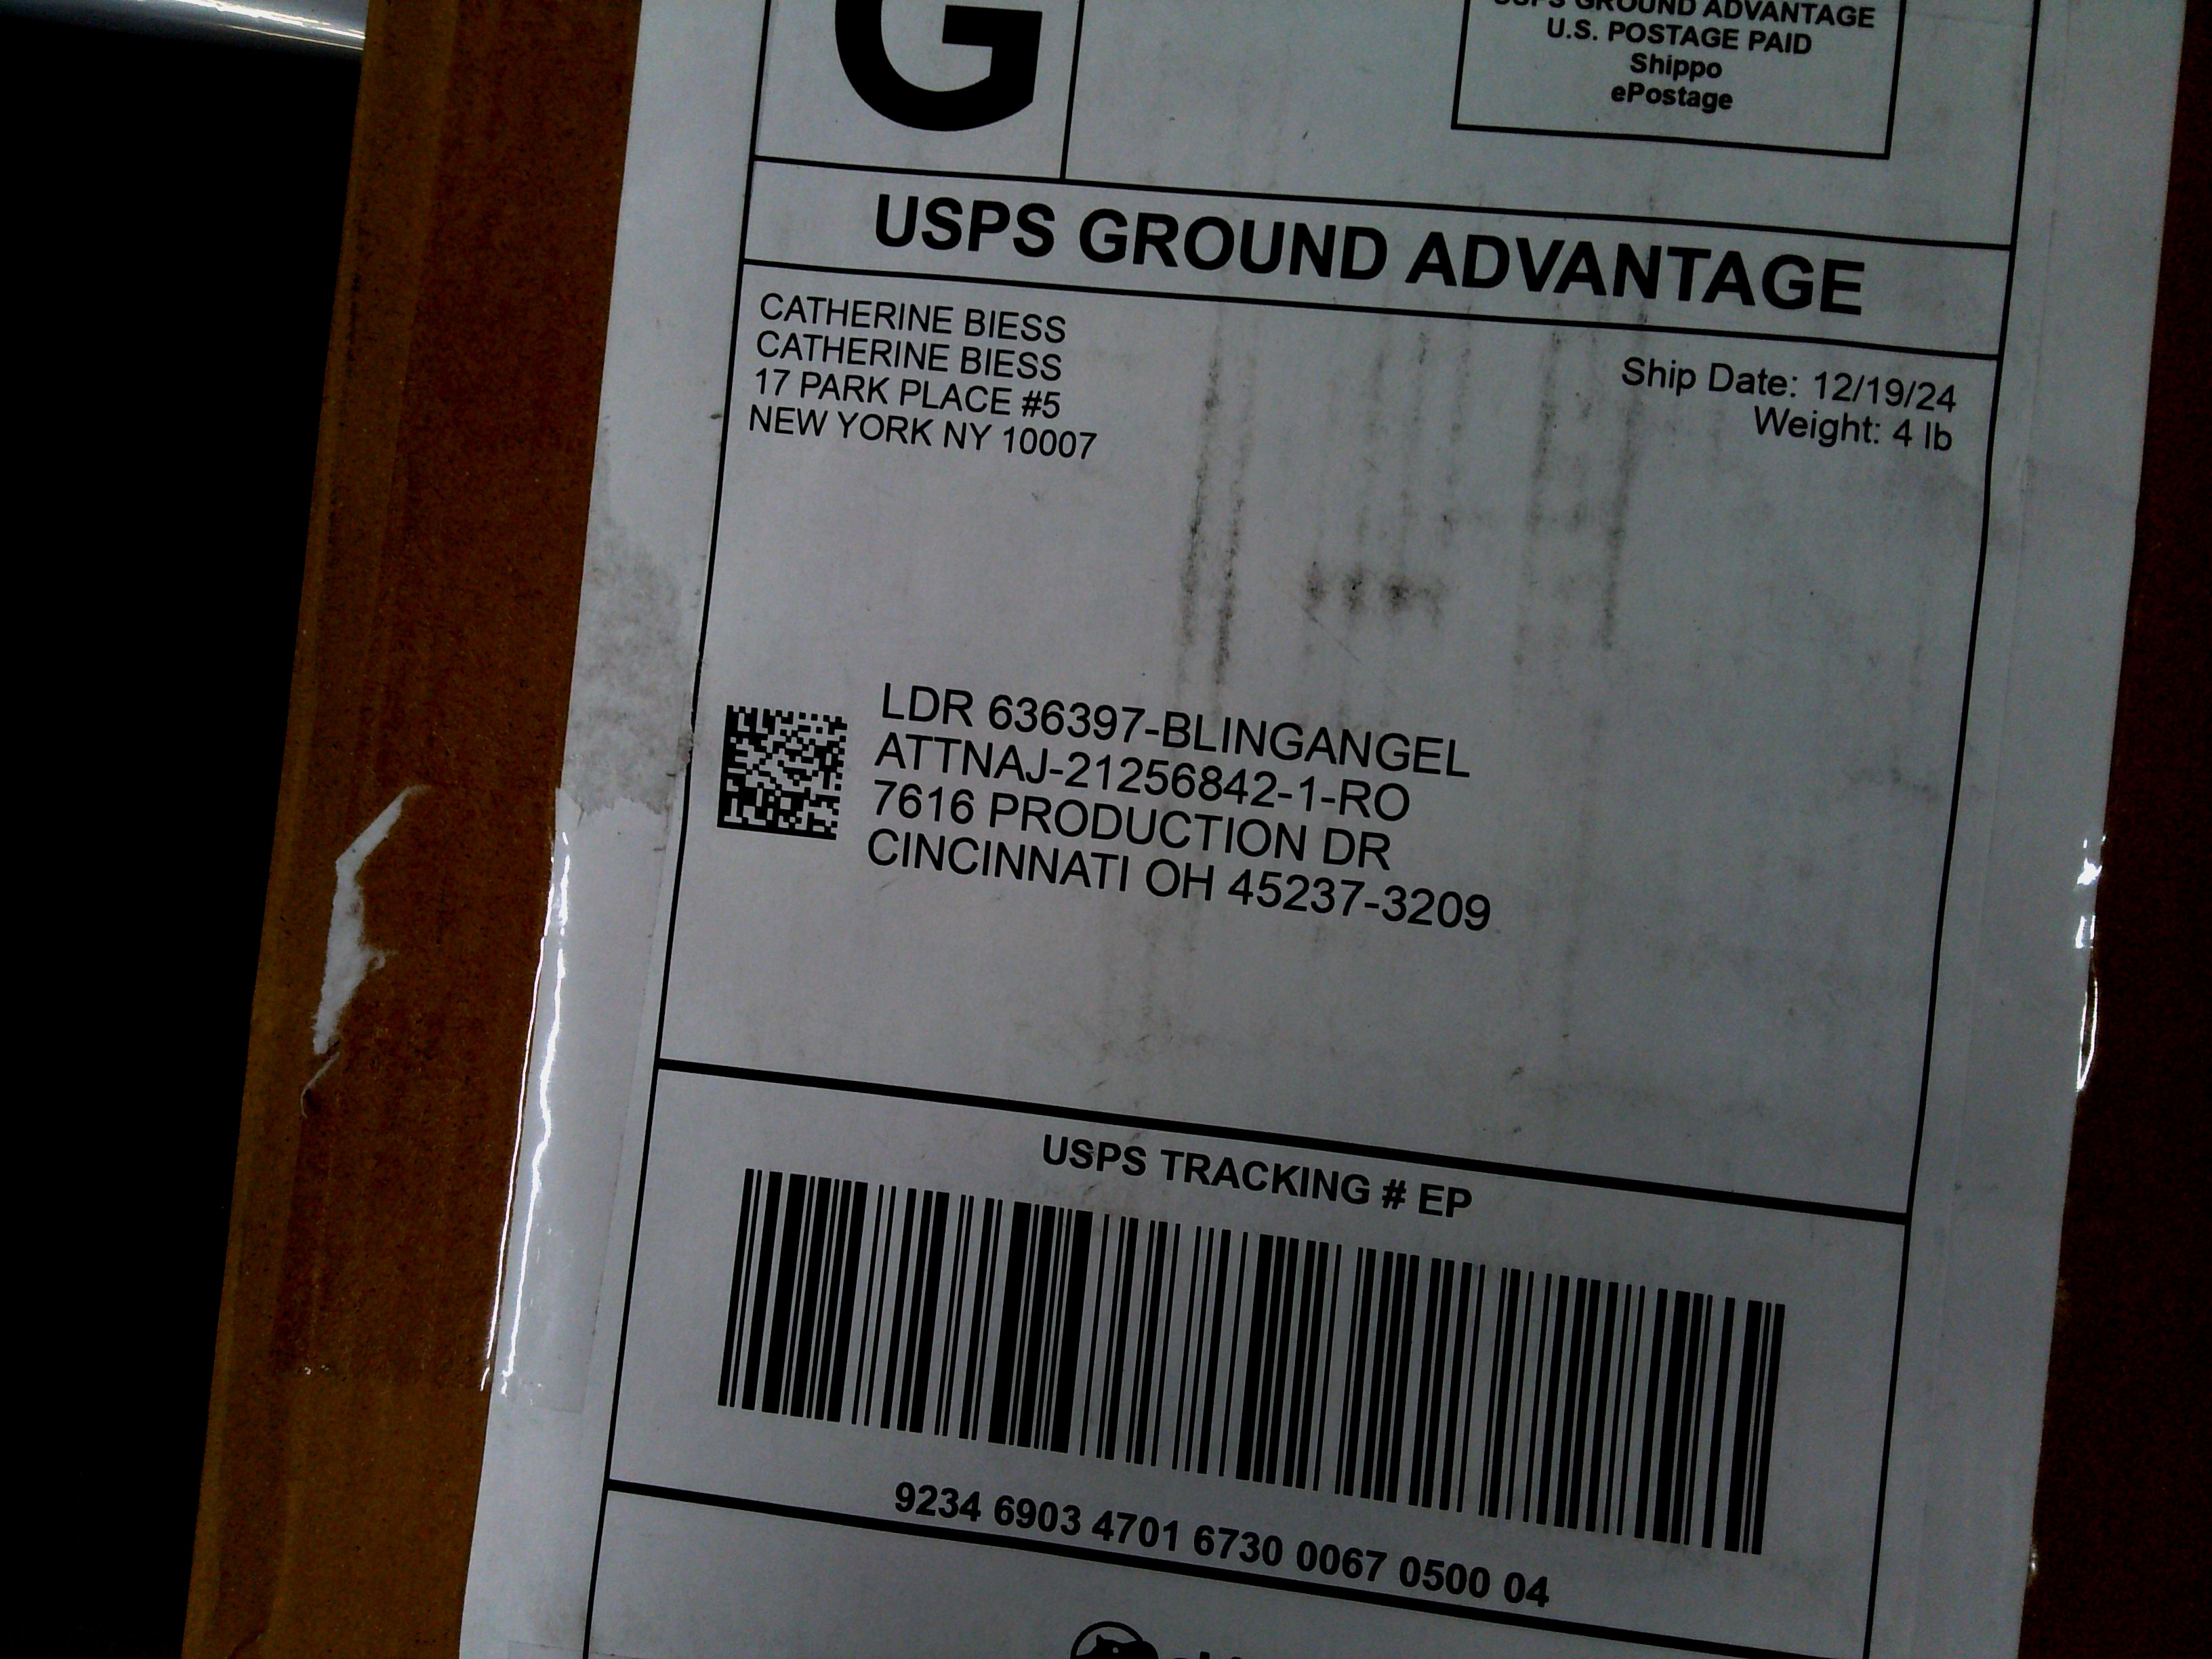 G
USPS GROUND ADVANTAGE
U.S. POSTAGE PAID
Shippo
ePostage
USPS GROUND ADVANTAGE
CATHERINE BIESS
CATHERINE BIESS
17 PARK PLACE #5
NEW YORK NY 10007
Ship Date: 12/19/24
Weight: 4 lb
LDR 636397-BLINGANGEL
ATTNAJ-21256842-1-RO
7616 PRODUCTION DR
CINCINNATI OH 45237-3209
USPS TRACKING # EP
9234 6903 4701 6730 0067 0500 04